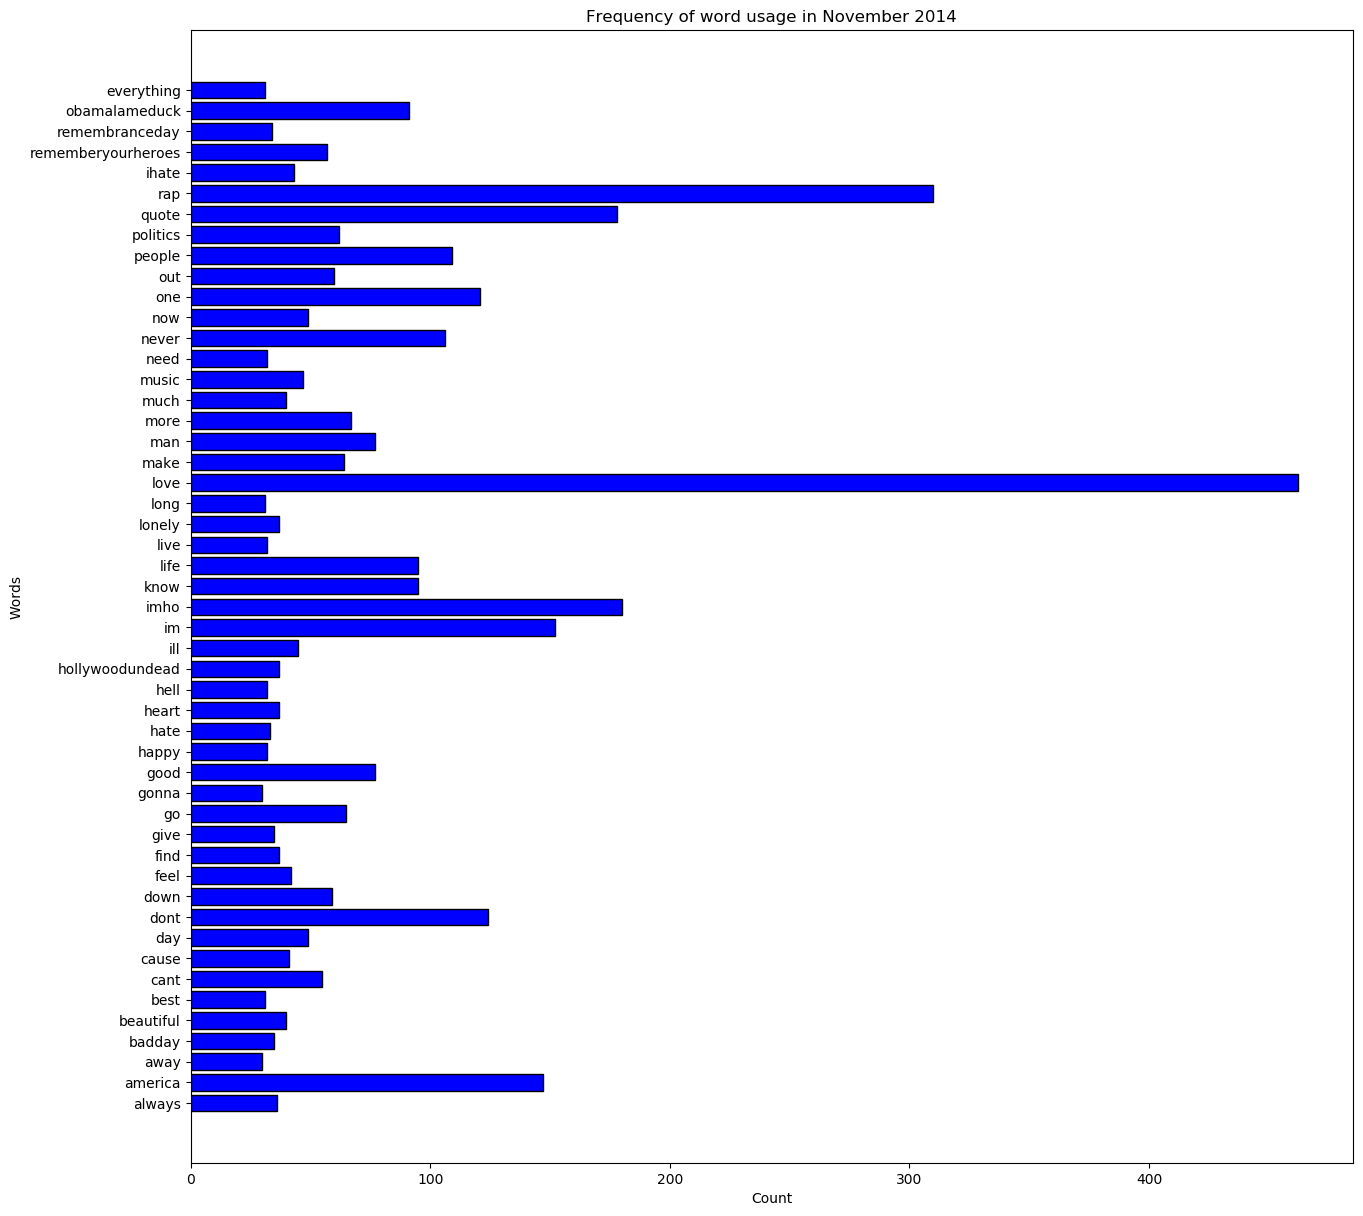 Frequency of word usage in November 2014
everything
obamalameduck
remembranceday
rememberyourheroes
ihate
rap
quote
politics
people
out
one
now
never
need
music
much
more
man
make
love
long
lonely
live
life
know
imho
im
ill
hollywoodundead
hell
heart
hate
happy
good
gonna
go
give
find
feel
down
dont
day
cause
cant
best
beautiful
badday
away
america
always
Words
0 100 200 300 400
Count